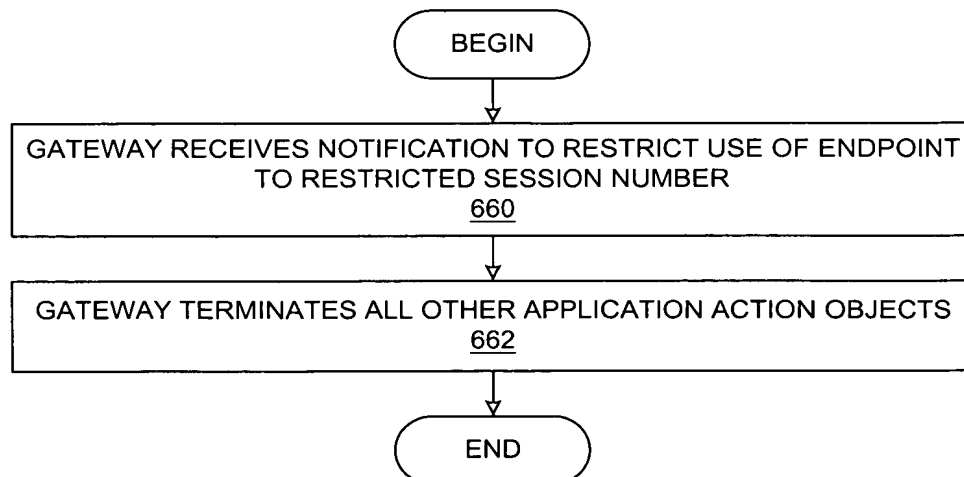 BEGIN
GATEWAY RECEIVES NOTIFICATION TO RESTRICT USE OF ENDPOINT
TO RESTRICTED SESSION NUMBER
660
GATEWAY TERMINATES ALL OTHER APPLICATION ACTION OBJECTS
662
END